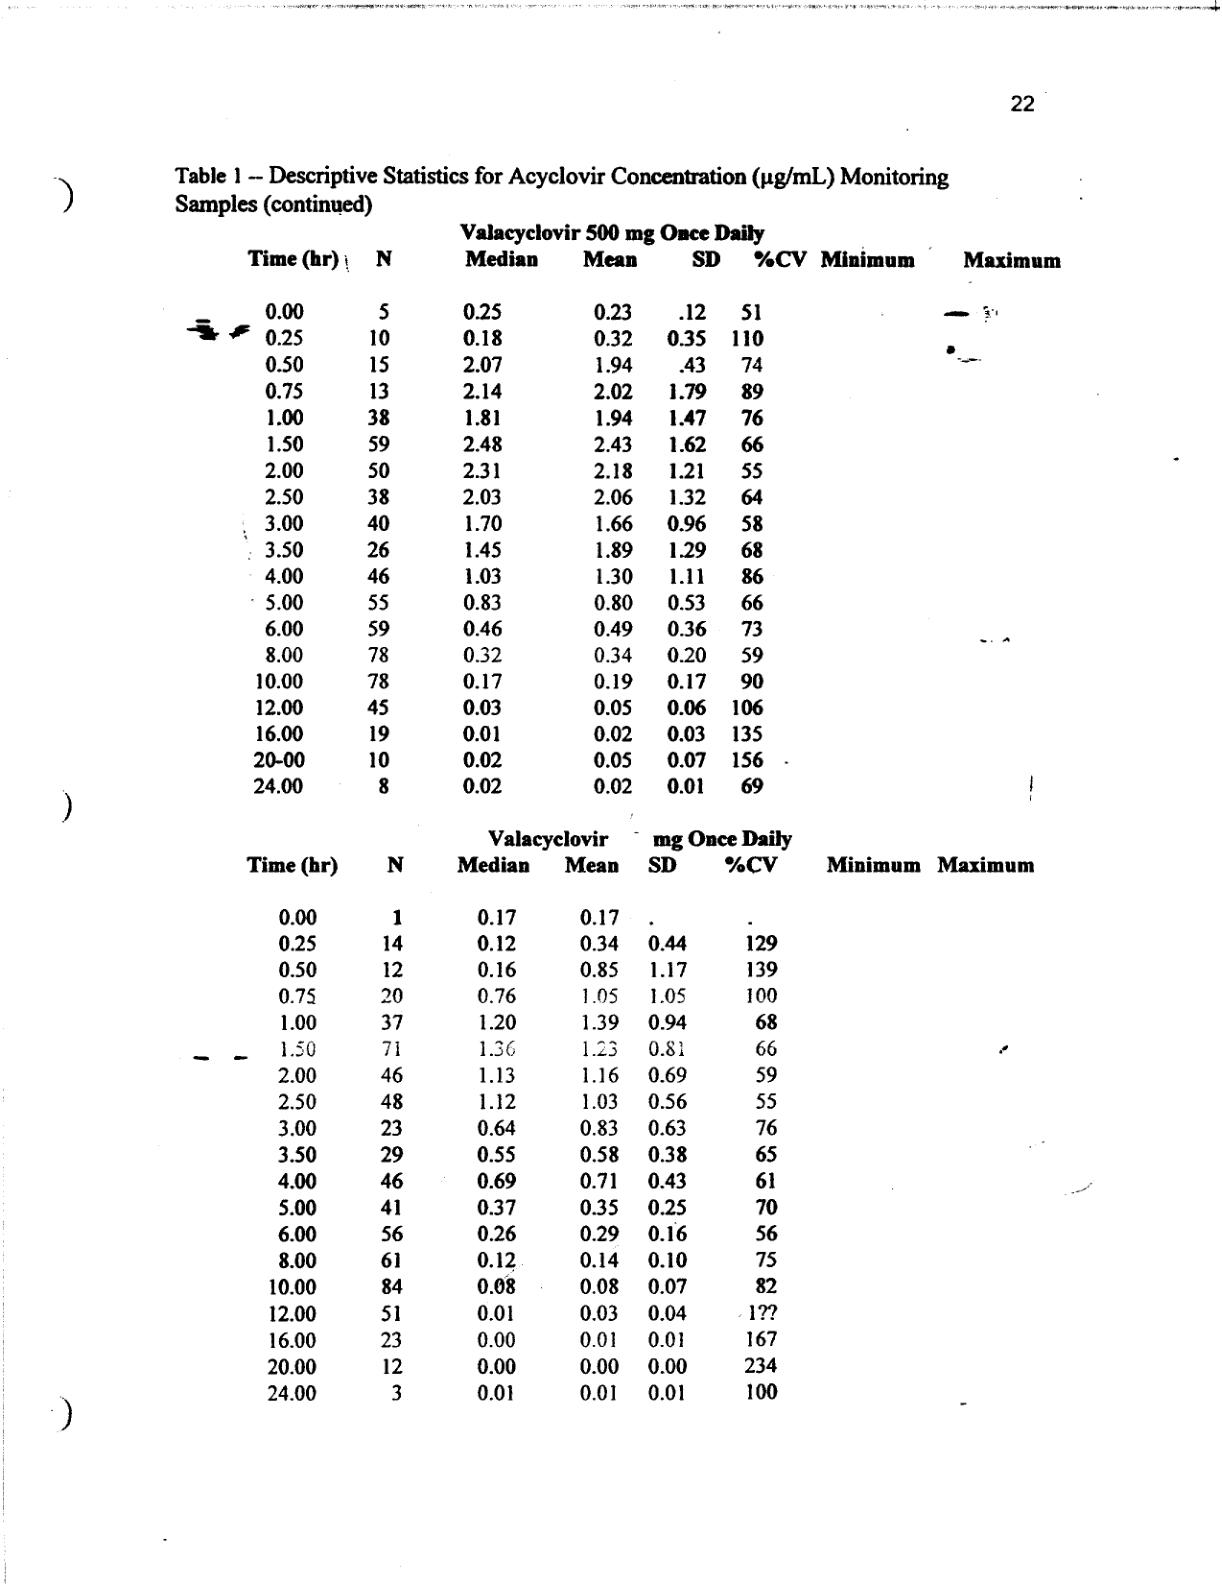 22
Table 1 -- Descriptive Statistics for Acyclovir Concentration (µg/mL) Monitoring
Samples (continued)
Valacyclovir 500 mg Once Daily
Time (hr) N Median Mean SD %CV Minimum Maximum
0.00 5 0.25 0.23 .12 51
0.25 10 0.18 0.32 0.35 110
0.50 15 2.07 1.94 .43 74
0.75 13 2.14 2.02 1.79 89
1.00 38 1.81 1.94 1.47 76
1.50 59 2.48 2.43 1.62 66
2.00 50 2.31 2.18 1.21 55
2.50 38 2.03 2.06 1.32 64
3.00 40 1.70 1.66 0.96 58
3.50 26 1.45 1.89 1.29 68
4.00 46 1.03 1.30 1.11 86
5.00 55 0.83 0.80 0.53 66
6.00 59 0.46 0.49 0.36 73
8.00 78 0.32 0.34 0.20 59
10.00 78 0.17 0.19 0.17 90
12.00 45 0.03 0.05 0.06 106
16.00 19 0.01 0.02 0.03 135
20-00 10 0.02 0.05 0.07 156
24.00 8 0.02 0.02 0.01 69
Valacyclovir mg Once Daily
Time (hr) N Median Mean SD %CV Minimum Maximum
0.00 1 0.17 0.17 . .
0.25 14 0.12 0.34 0.44 129
0.50 12 0.16 0.85 1.17 139
0.75 20 0.76 1.05 1.05 100
1.00 37 1.20 1.39 0.94 68
1.50 71 1.36 1.23 0.81 66
2.00 46 1.13 1.16 0.69 59
2.50 48 1.12 1.03 0.56 55
3.00 23 0.64 0.83 0.63 76
3.50 29 0.55 0.58 0.38 65
4.00 46 0.69 0.71 0.43 61
5.00 41 0.37 0.35 0.25 70
6.00 56 0.26 0.29 0.16 56
8.00 61 0.12 0.14 0.10 75
10.00 84 0.08 0.08 0.07 82
12.00 51 0.01 0.03 0.04 1??
16.00 23 0.00 0.01 0.01 167
20.00 12 0.00 0.00 0.00 234
24.00 3 0.01 0.01 0.01 100